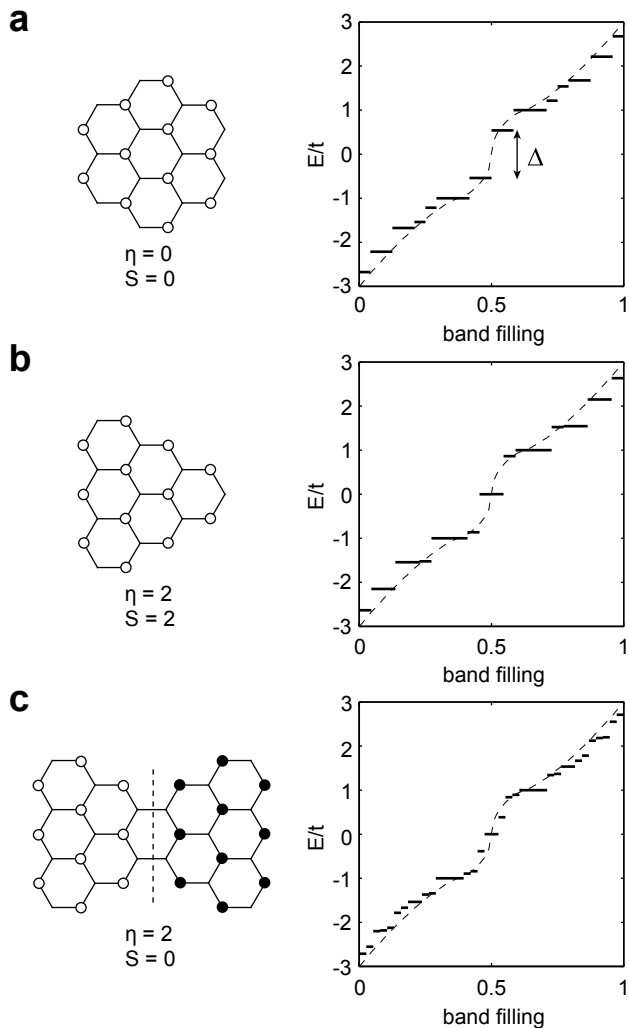 a
η = 0
S = 0
E/t
3
2
1
0
-1
-2
-3
Δ
0
0.5
1
band filling
b
η = 2
S = 2
E/t
3
2
1
0
-1
-2
-3
0
0.5
1
band filling
c
η = 2
S = 0
E/t
3
2
1
0
-1
-2
-3
0
0.5
1
band filling